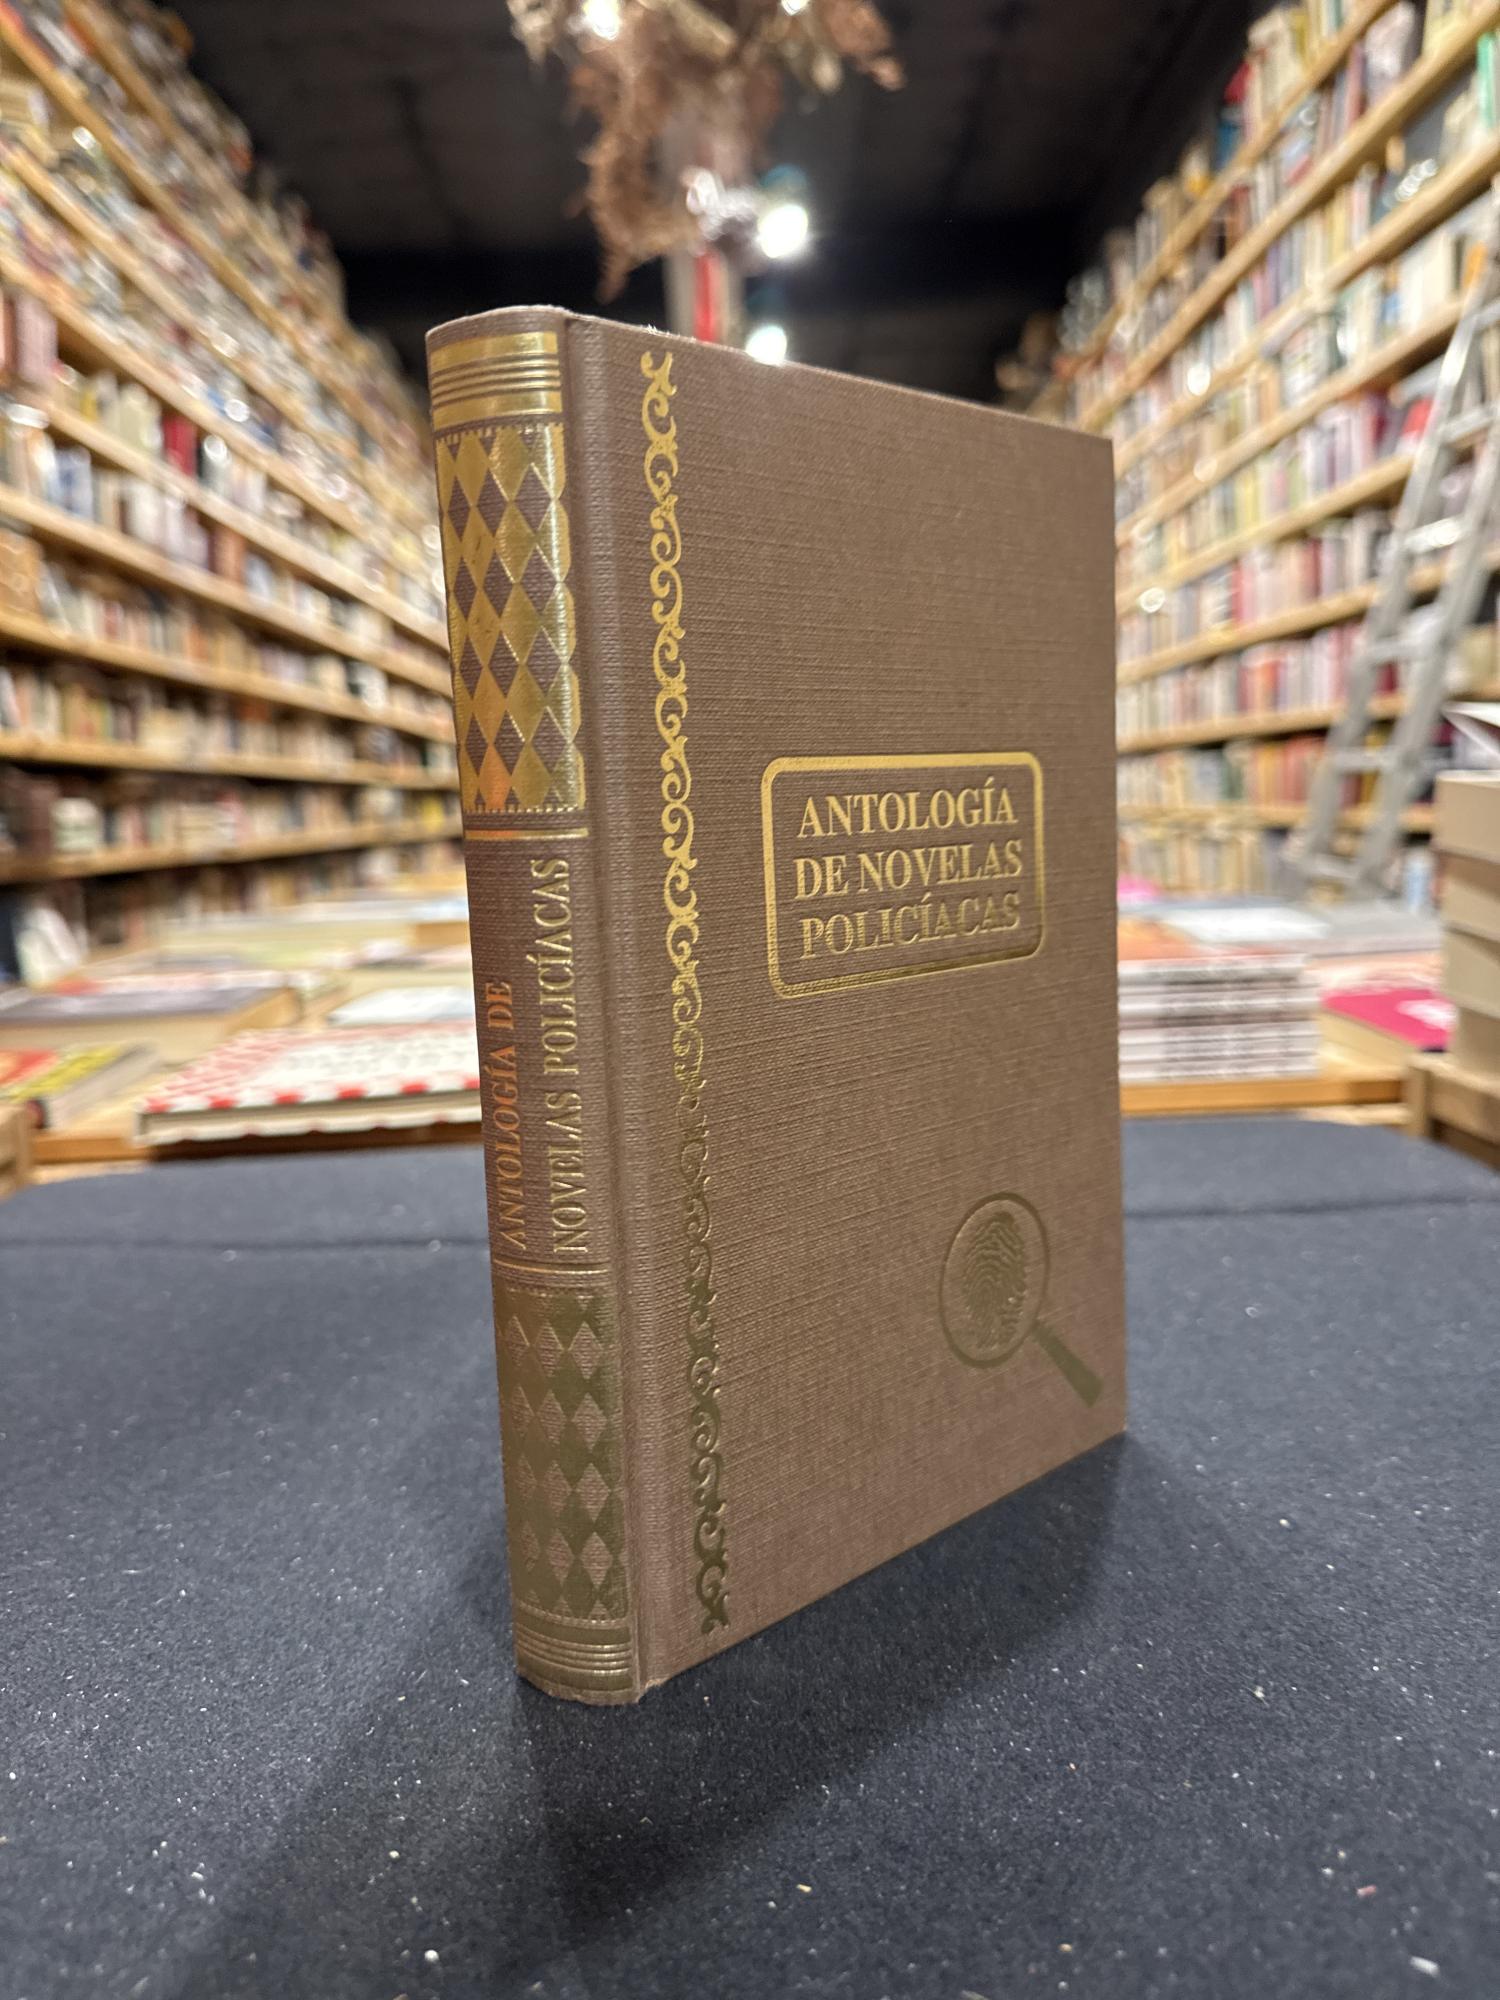 ANTOLOGÍA DE
NOVELAS POLICÍACAS
ANTOLOGÍA
DE NOVELAS
POLICÍACAS